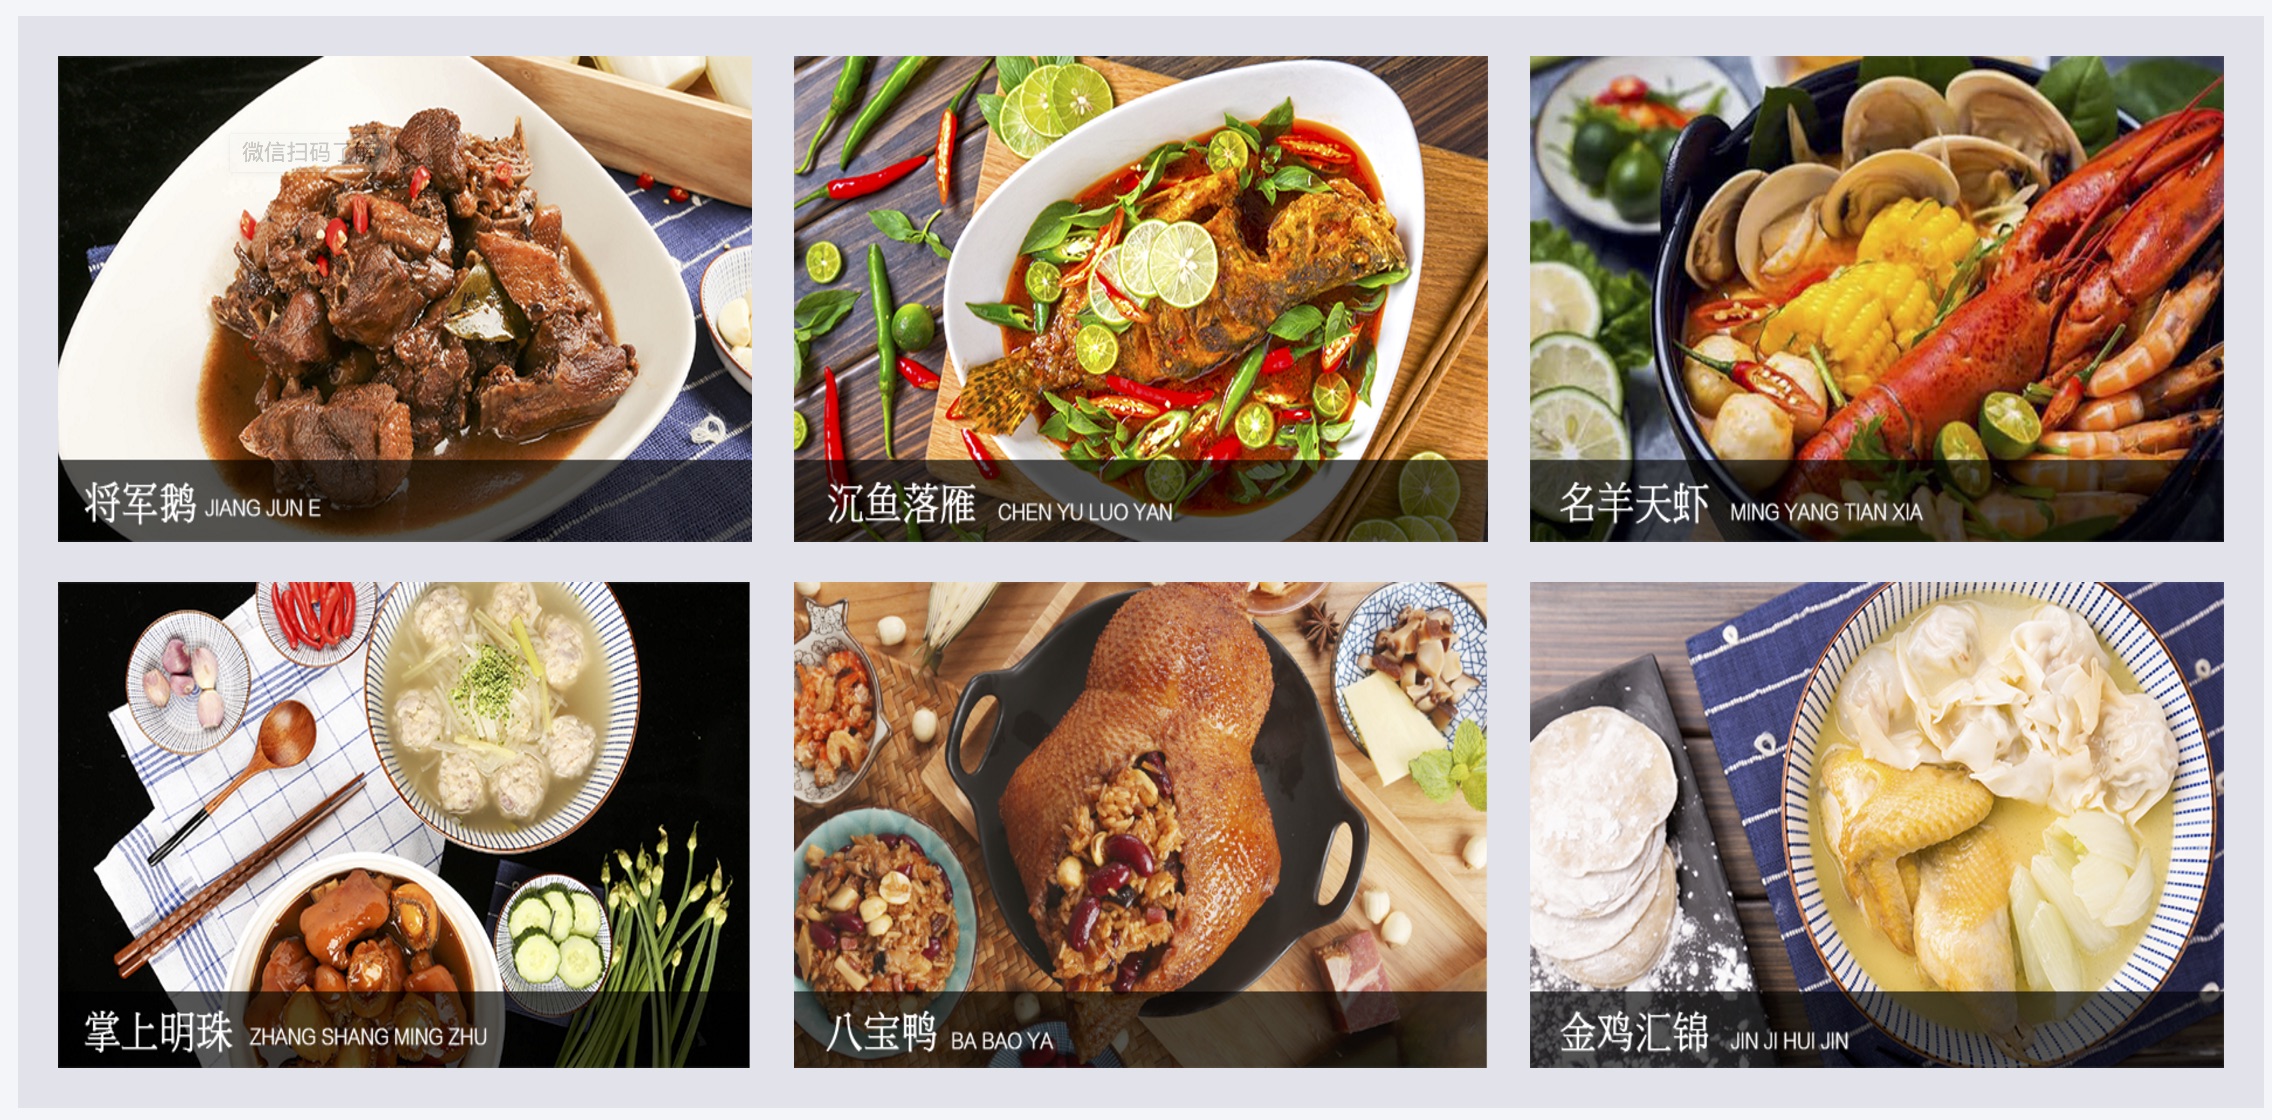 微信扫码了解
将军鹅 JIANG JUN E
沉鱼落雁 CHEN YU LUO YAN
名羊天虾 MING YANG TIAN XIA
掌上明珠 ZHANG SHANG MING ZHU
八宝鸭 BA BAO YA
金鸡汇锦 JIN JI HUI JIN